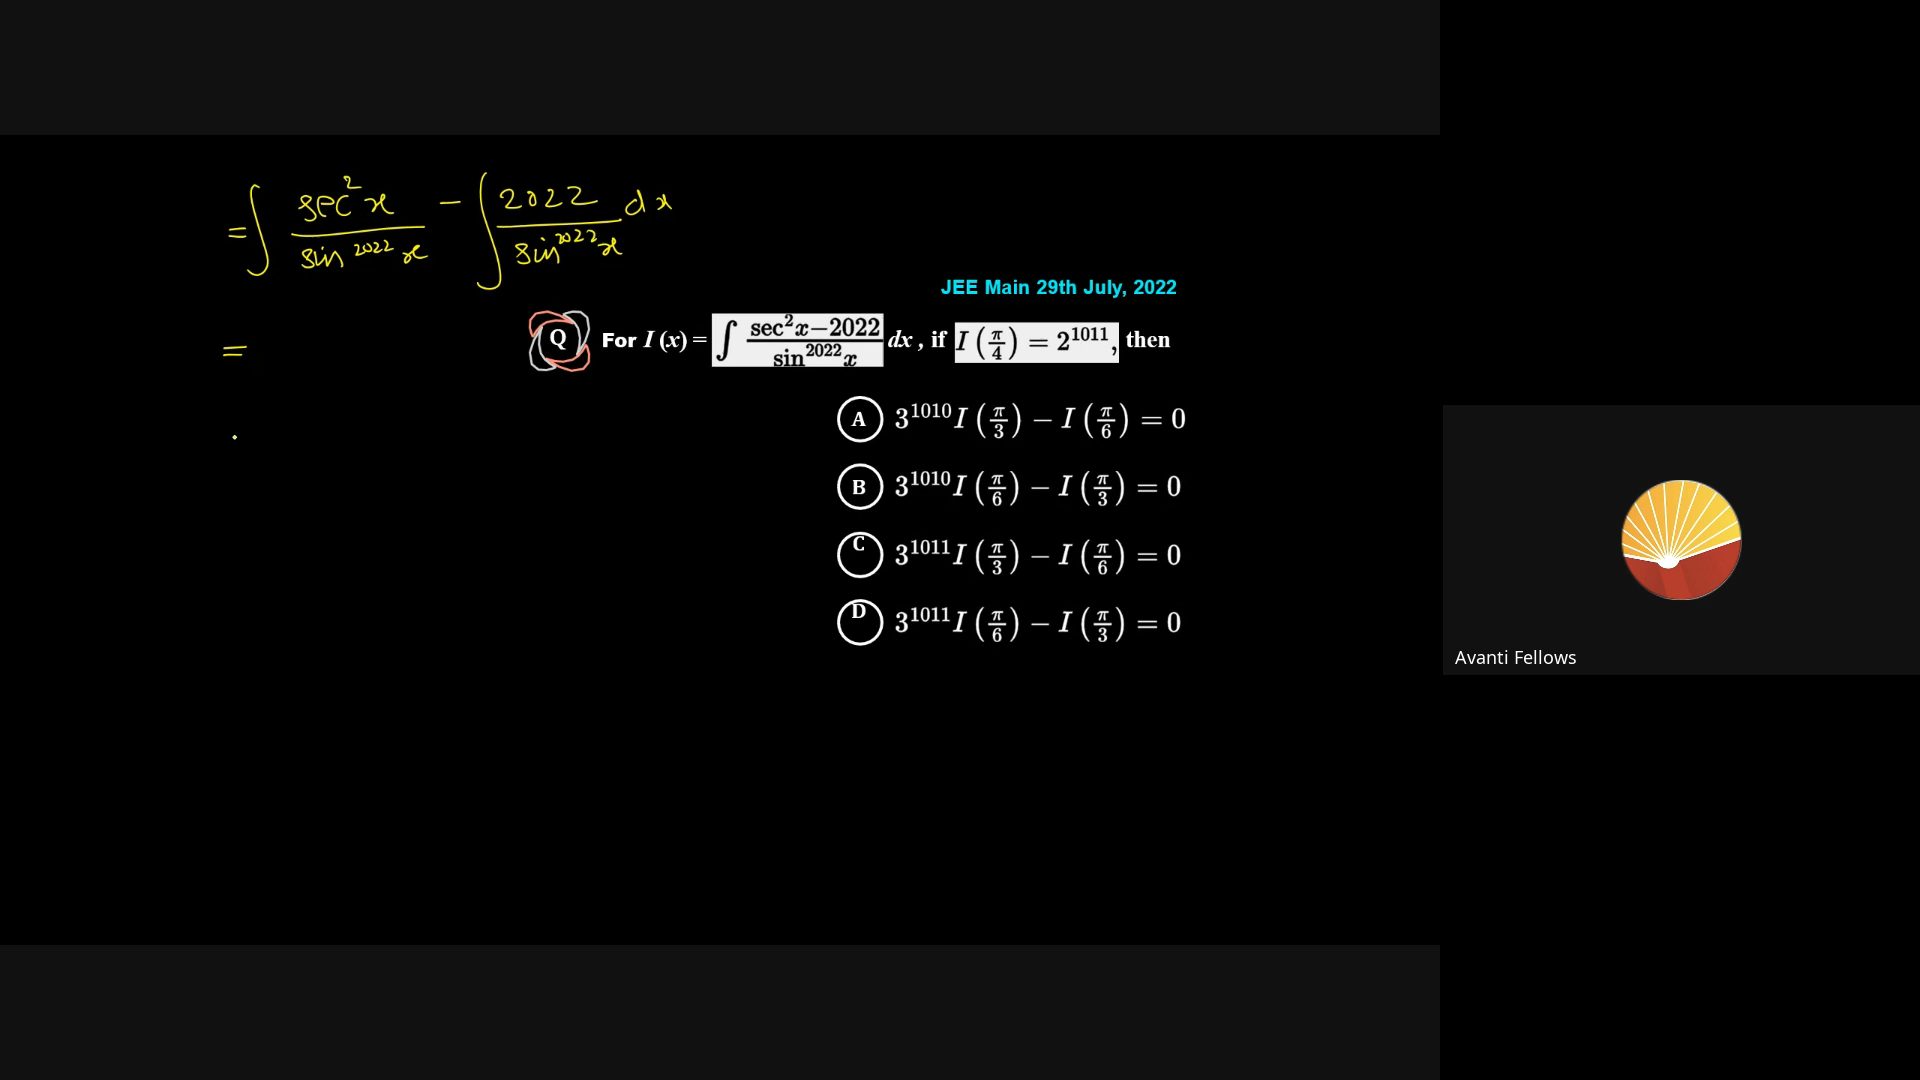 = ∫ sec²x / sin²⁰²²x − ∫ 2022 / sin²⁰²²x dx
JEE Main 29th July, 2022
Q For I (x) = ∫ sec²x−2022 / sin²⁰²²x dx , if I (π/4) = 2¹⁰¹¹, then
=
A 3¹⁰¹⁰ I (π/3) − I (π/6) = 0
B 3¹⁰¹⁰ I (π/6) − I (π/3) = 0
C 3¹⁰¹¹ I (π/3) − I (π/6) = 0
D 3¹⁰¹¹ I (π/6) − I (π/3) = 0
Avanti Fellows